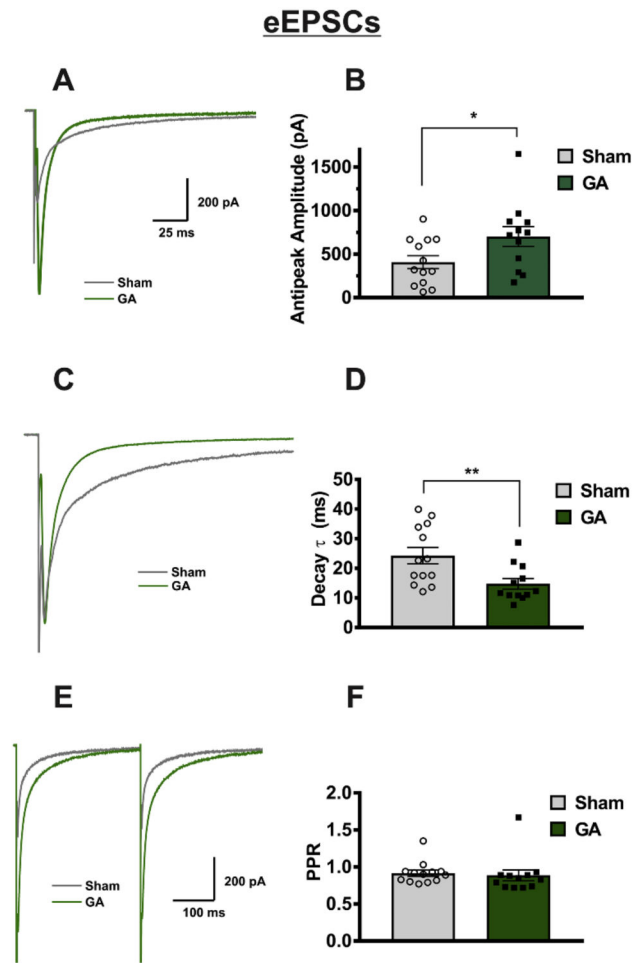 eEPSCs
A
200 pA
25 ms
Sham
GA
B
Antipeak Amplitude (pA)
*
1500
1000
500
0
Sham
GA
C
Sham
GA
D
Decay τ (ms)
**
50
40
30
20
10
0
Sham
GA
E
Sham
GA
200 pA
100 ms
F
PPR
2.0
1.5
1.0
0.5
0.0
Sham
GA